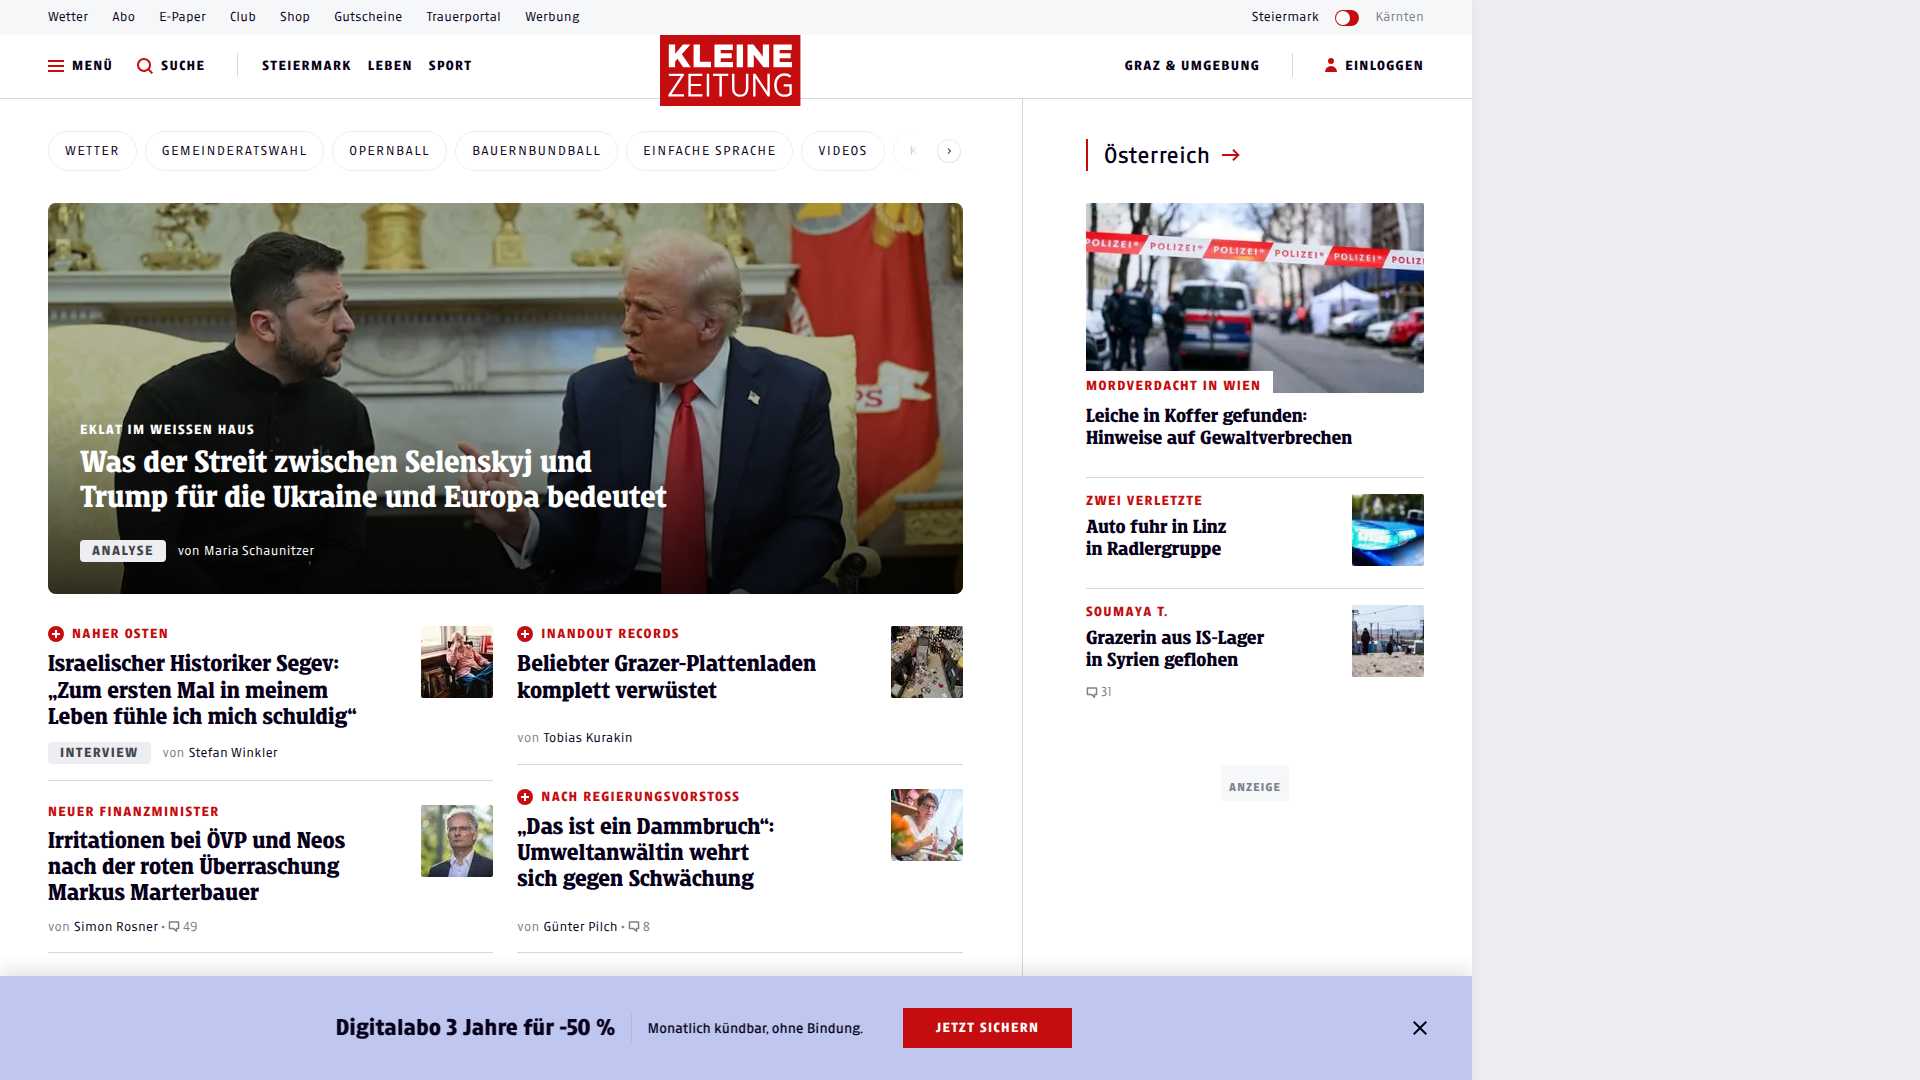 Wetter Abo E-Paper Club Shop Gutscheine Trauerportal Werbung
Steiermark Kärnten
MENÜ SUCHE STEIERMARK LEBEN SPORT
KLEINE
ZEITUNG
GRAZ & UMGEBUNG EINLOGGEN
WETTER GEMEINDERATSWAHL OPERNBALL BAUERNBUNDBALL EINFACHE SPRACHE VIDEOS K
EKLAT IM WEISSEN HAUS
Was der Streit zwischen Selenskyj und
Trump für die Ukraine und Europa bedeutet
ANALYSE von Maria Schaunitzer
NAHER OSTEN
Israelischer Historiker Segev:
„Zum ersten Mal in meinem
Leben fühle ich mich schuldig“
INTERVIEW von Stefan Winkler
NEUER FINANZMINISTER
Irritationen bei ÖVP und Neos
nach der roten Überraschung
Markus Marterbauer
von Simon Rosner • 49
INANDOUT RECORDS
Beliebter Grazer-Plattenladen
komplett verwüstet
von Tobias Kurakin
NACH REGIERUNGSVORSTOSS
„Das ist ein Dammbruch“:
Umweltanwältin wehrt
sich gegen Schwächung
von Günter Pilch • 8
Österreich
POLIZEI POLIZEI POLIZEI POLIZEI POLIZEI POLIZ
MORDVERDACHT IN WIEN
Leiche in Koffer gefunden:
Hinweise auf Gewaltverbrechen
ZWEI VERLETZTE
Auto fuhr in Linz
in Radlergruppe
SOUMAYA T.
Grazerin aus IS-Lager
in Syrien geflohen
31
ANZEIGE
Digitalabo 3 Jahre für -50 % Monatlich kündbar, ohne Bindung. JETZT SICHERN